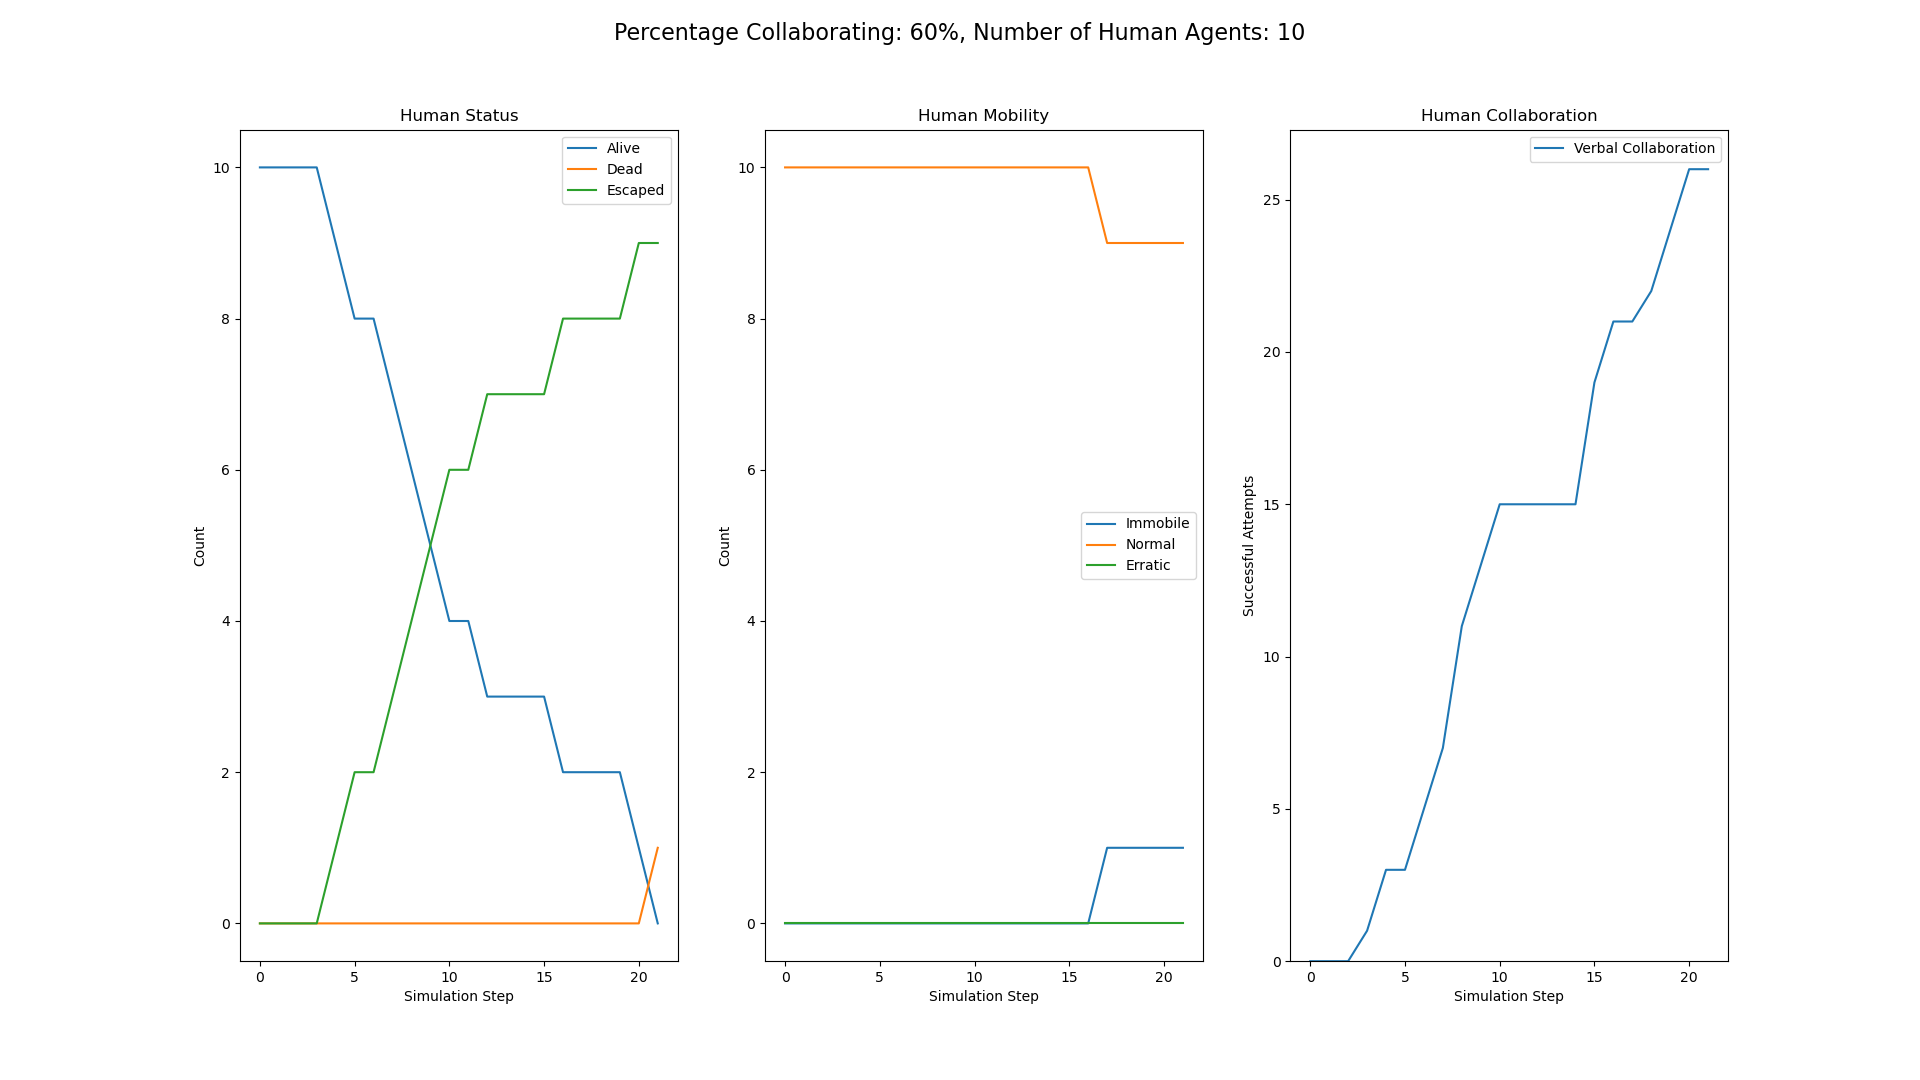 Percentage Collaborating: 60%, Number of Human Agents: 10
Human Status
Alive
Dead
Escaped
10
8
6
4
2
0
Count
0 5 10 15 20
Simulation Step
Human Mobility
10
8
6
4
2
0
Count
Immobile
Normal
Erratic
0 5 10 15 20
Simulation Step
Human Collaboration
Verbal Collaboration
25
20
15
10
5
0
Successful Attempts
0 5 10 15 20
Simulation Step